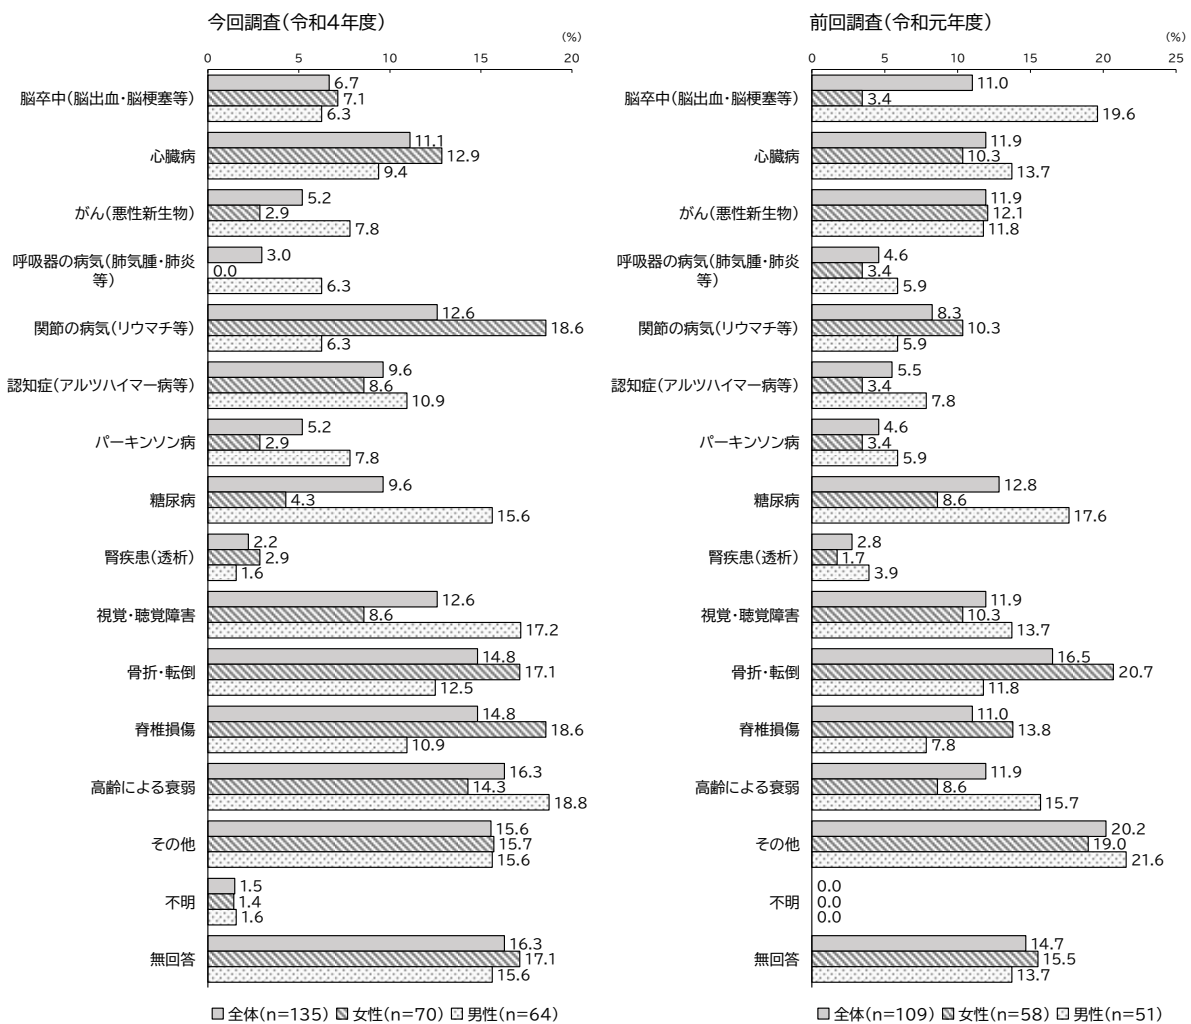 今回調査(令和4年度)
(%)
0 5 10 15 20
脳卒中(脳出血・脳梗塞等)
6.7
7.1
6.3
心臓病
11.1
12.9
9.4
がん(悪性新生物)
5.2
2.9
7.8
呼吸器の病気(肺気腫・肺炎
等)
3.0
0.0
6.3
関節の病気(リウマチ等)
12.6
18.6
6.3
認知症(アルツハイマー病等)
9.6
8.6
10.9
パーキンソン病
5.2
2.9
7.8
糖尿病
9.6
4.3
15.6
腎疾患(透析)
2.2
2.9
1.6
視覚・聴覚障害
12.6
8.6
17.2
骨折・転倒
14.8
17.1
12.5
脊椎損傷
14.8
18.6
10.9
高齢による衰弱
16.3
14.3
18.8
その他
15.6
15.7
15.6
不明
1.5
1.4
1.6
無回答
16.3
17.1
15.6
全体(n=135) 女性(n=70) 男性(n=64)
前回調査(令和元年度)
(%)
0 5 10 15 20 25
脳卒中(脳出血・脳梗塞等)
11.0
3.4
19.6
心臓病
11.9
10.3
13.7
がん(悪性新生物)
11.9
12.1
11.8
呼吸器の病気(肺気腫・肺炎
等)
4.6
3.4
5.9
関節の病気(リウマチ等)
8.3
10.3
5.9
認知症(アルツハイマー病等)
5.5
3.4
7.8
パーキンソン病
4.6
3.4
5.9
糖尿病
12.8
8.6
17.6
腎疾患(透析)
2.8
1.7
3.9
視覚・聴覚障害
11.9
10.3
13.7
骨折・転倒
16.5
20.7
11.8
脊椎損傷
11.0
13.8
7.8
高齢による衰弱
11.9
8.6
15.7
その他
20.2
19.0
21.6
不明
0.0
0.0
0.0
無回答
14.7
15.5
13.7
全体(n=109) 女性(n=58) 男性(n=51)